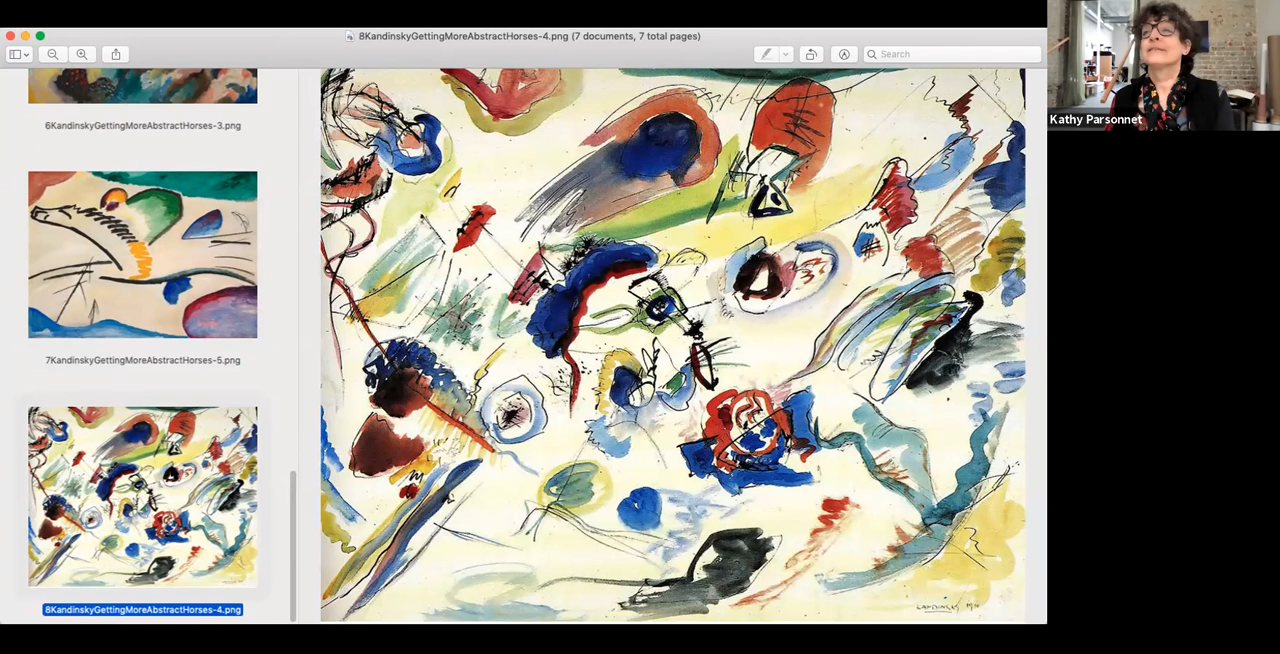 8KandinskyGettingMoreAbstractHorses-4.png (7 documents, 7 total pages)
Search
Kathy Parsonnet
6KandinskyGettingMoreAbstractHorses-3.png
7KandinskyGettingMoreAbstractHorses-5.png
8KandinskyGettingMoreAbstractHorses-4.png